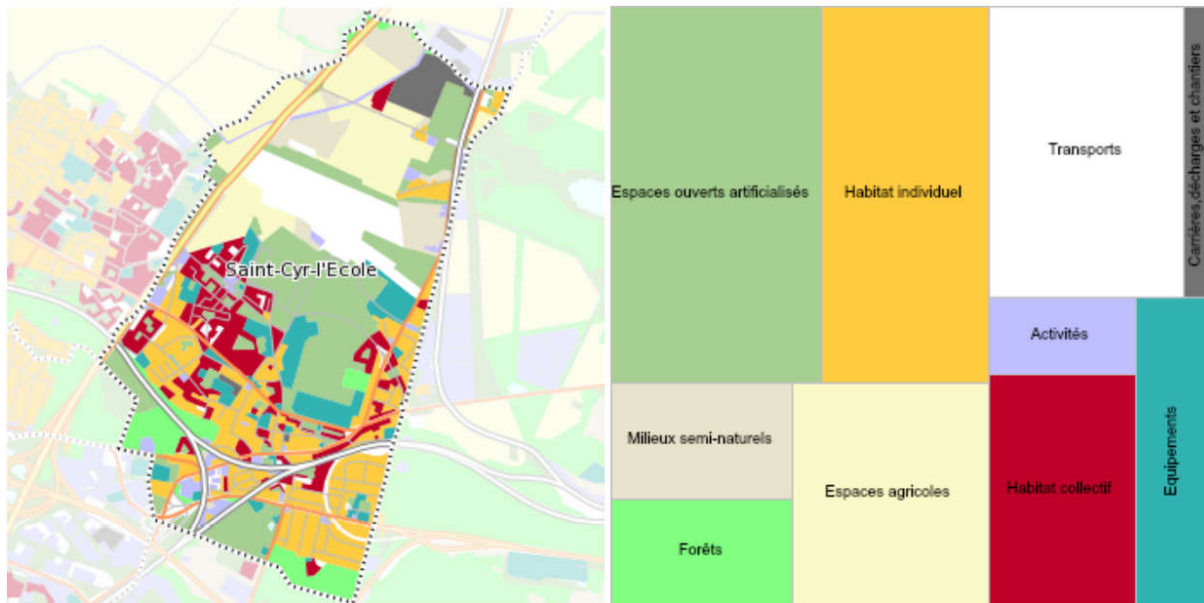 Saint-Cyr-l'Ecole
Espaces ouverts artificialisés
Habitat individuel
Transports
Carrières,décharges et chantiers
Activités
Milieux semi-naturels
Espaces agricoles
Habitat collectif
Equipements
Forêts